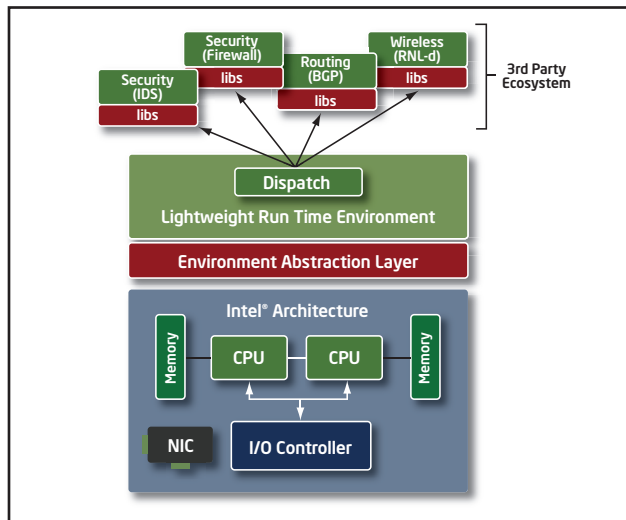 Security
(IDS)
libs
Security
(Firewall)
libs
Routing
(BGP)
libs
Wireless
(RNL-d)
libs
3rd Party
Ecosystem
Dispatch
Lightweight Run Time Environment
Environment Abstraction Layer
Intel® Architecture
Memory
CPU
CPU
Memory
NIC
I/O Controller